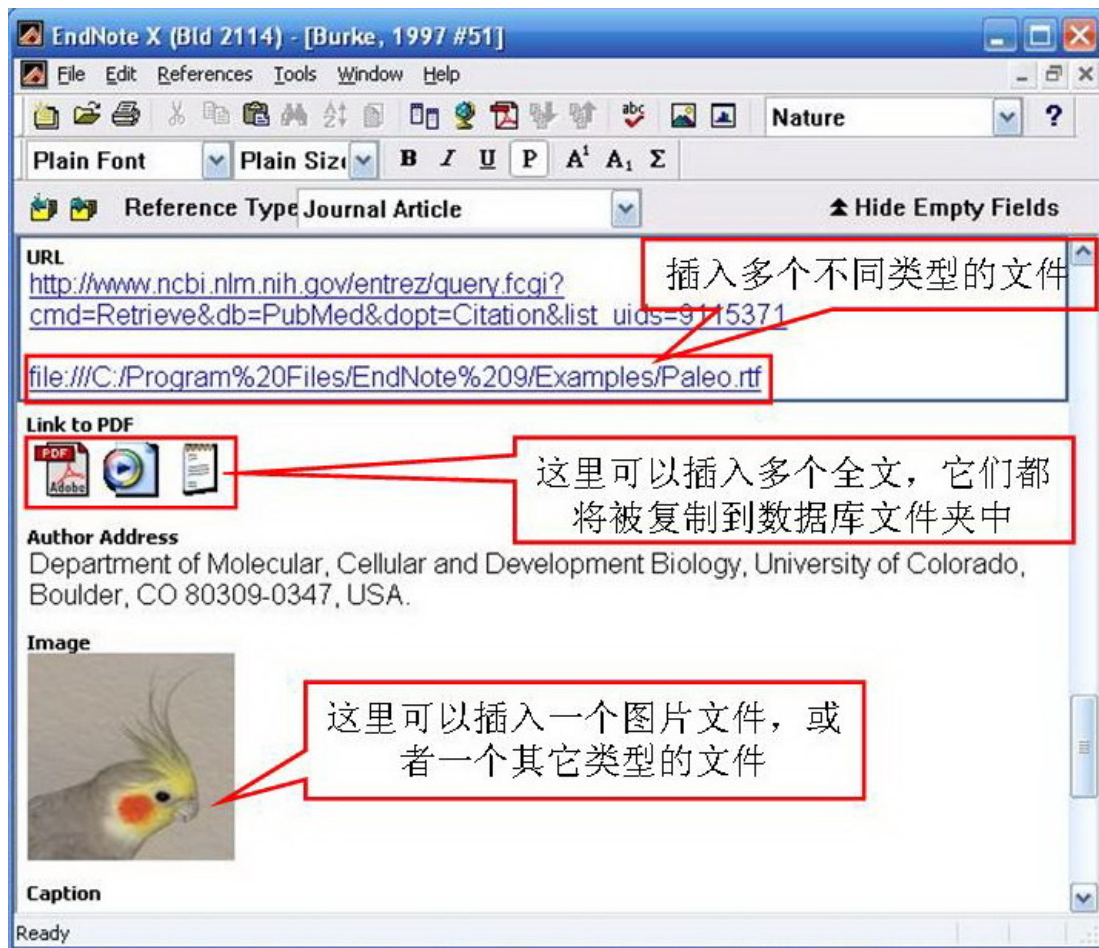 EndNote X (Bld 2114) - [Burke, 1997 #51]
File Edit References Tools Window Help
abc Nature ?
Plain Font Plain Size B I U P A¹ A₁ Σ
Reference Type Journal Article Hide Empty Fields
URL
http://www.ncbi.nlm.nih.gov/entrez/query.fcgi?
cmd=Retrieve&db=PubMed&dopt=Citation&list_uids=9115371
插入多个不同类型的文件
file:///C:/Program%20Files/EndNote%209/Examples/Paleo.rtf
Link to PDF
PDF
Adobe
这里可以插入多个全文，它们都
将被复制到数据库文件夹中
Author Address
Department of Molecular, Cellular and Development Biology, University of Colorado,
Boulder, CO 80309-0347, USA.
Image
这里可以插入一个图片文件，或
者一个其它类型的文件
Caption
Ready